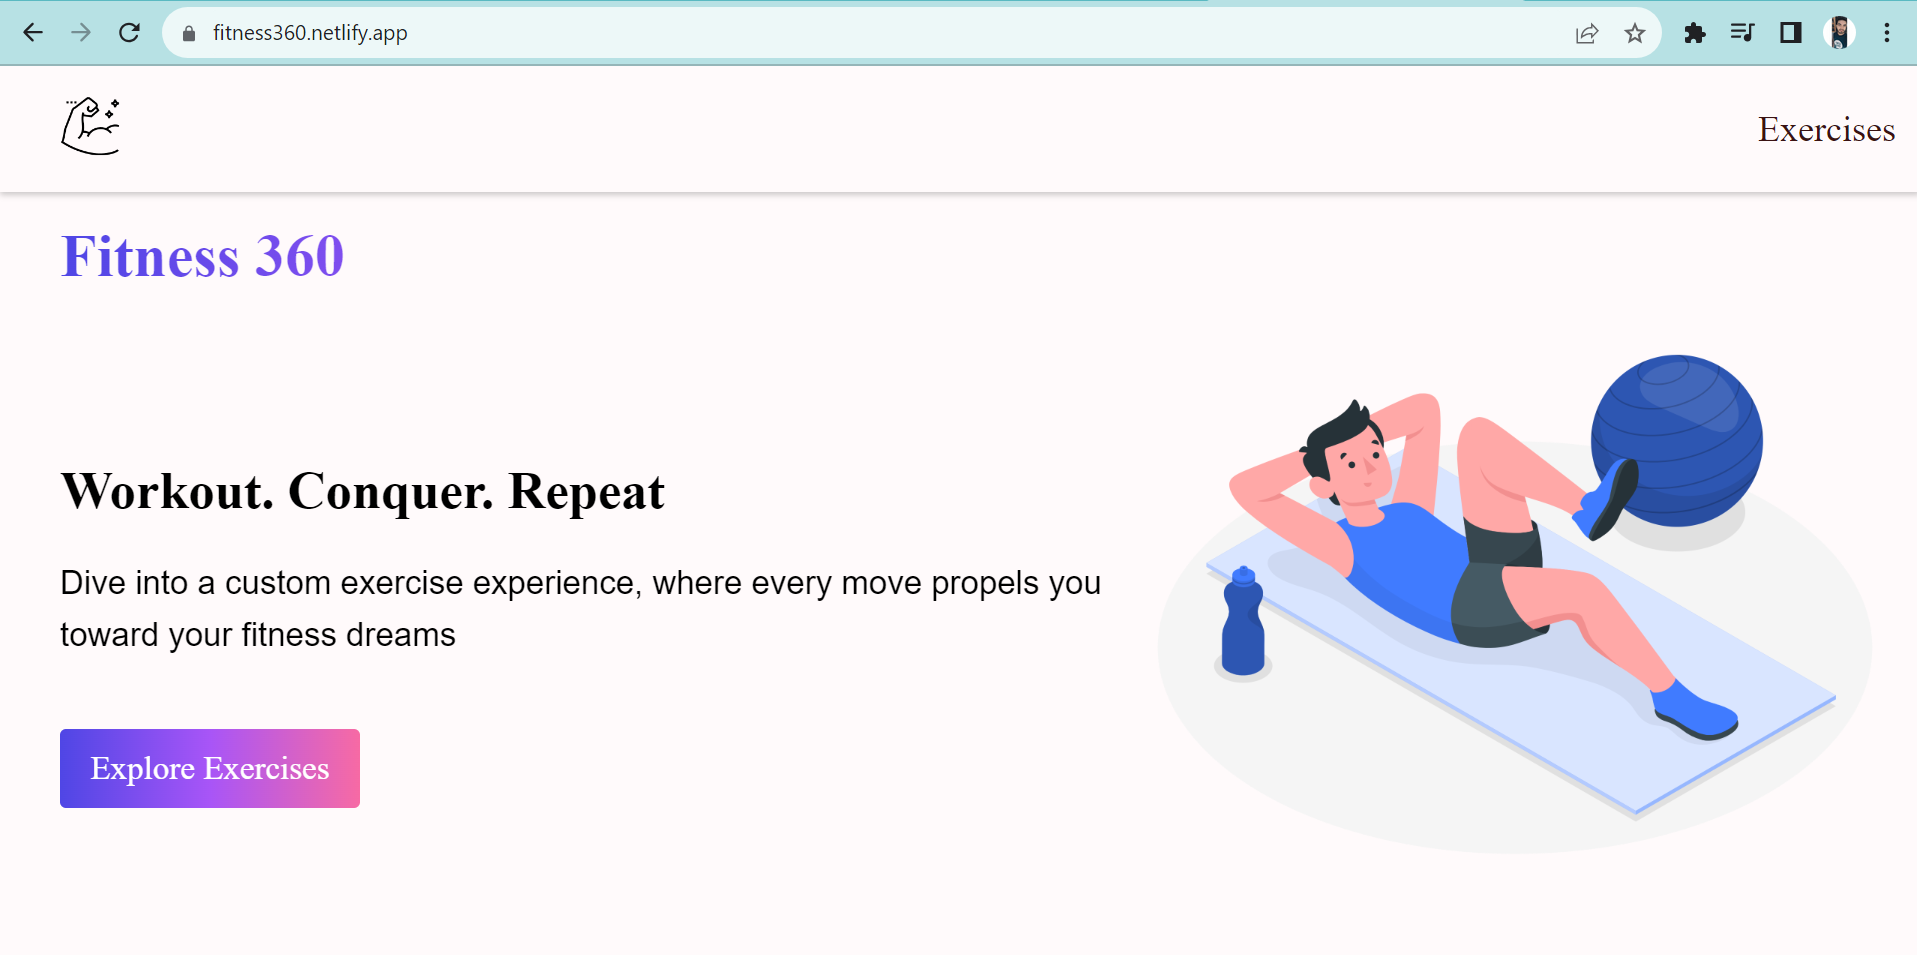 fitness360.netlify.app
Exercises
Fitness 360
Workout. Conquer. Repeat
Dive into a custom exercise experience, where every move propels you
toward your fitness dreams
Explore Exercises